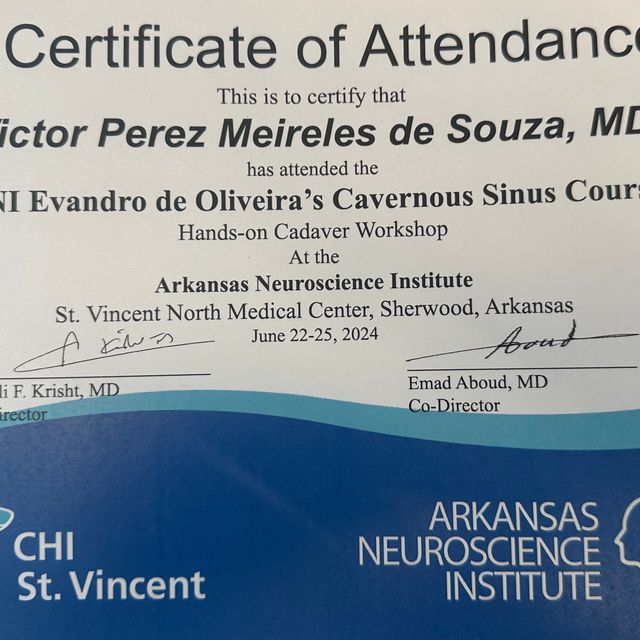 Certificate of Attendance
This is to certify that
ictor Perez Meireles de Souza, MD
has attended the
NI Evandro de Oliveira's Cavernous Sinus Cours
Hands-on Cadaver Workshop
At the
Arkansas Neuroscience Institute
St. Vincent North Medical Center, Sherwood, Arkansas
June 22-25, 2024
Aboud
li F. Krisht, MD
irector
Emad Aboud, MD
Co-Director
CHI
St. Vincent
ARKANSAS
NEUROSCIENCE
INSTITUTE